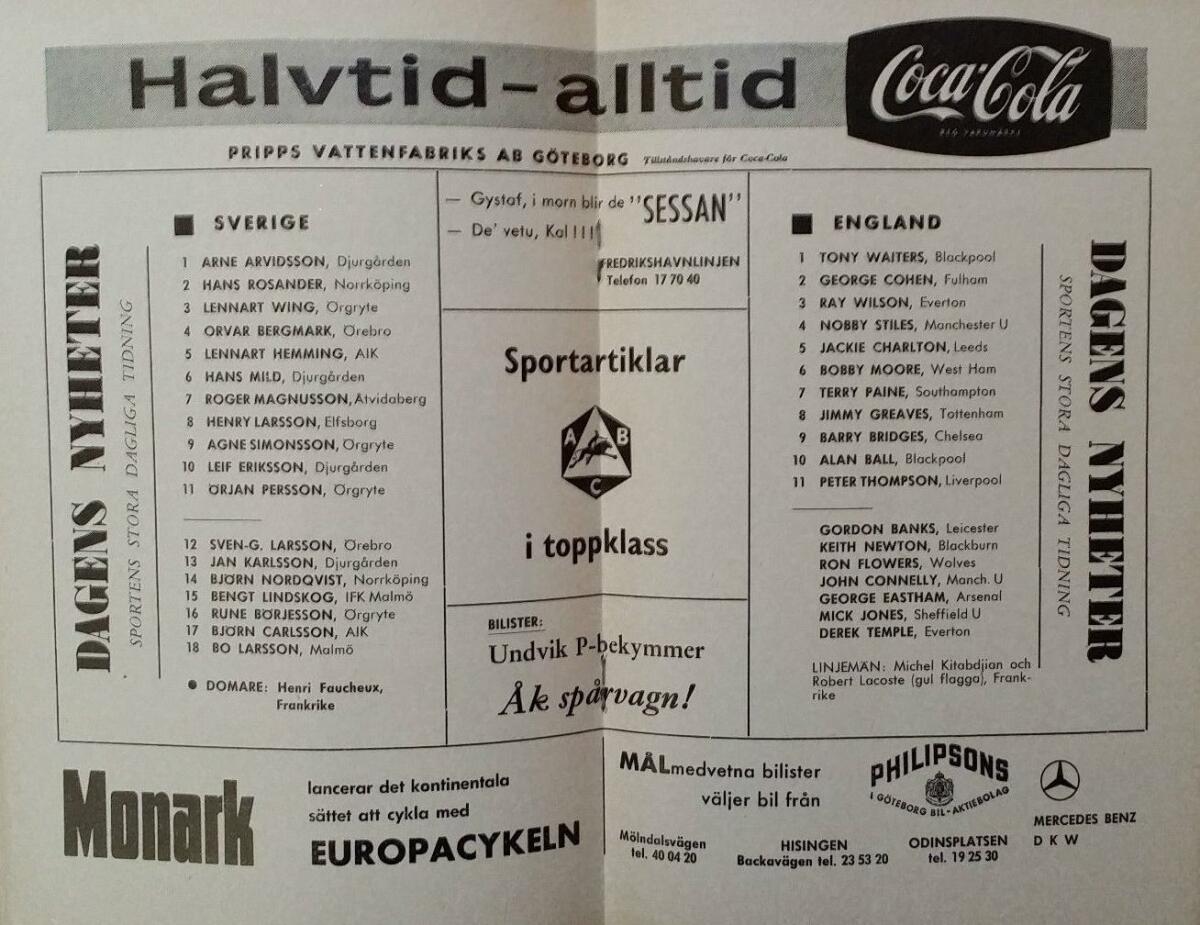 Halvtid-alltid
Coca-Cola
PRIPPS VATTENFABRIKS AB GÖTEBORG Tillståndshavare för Coca-Cola
DAGENS NYHETER
SPORTENS STORA DAGLIGA TIDNING
■ SVERIGE
1 ARNE ARVIDSSON, Djurgården
2 HANS ROSANDER, Norrköping
3 LENNART WING, Örgryte
4 ORVAR BERGMARK, Örebro
5 LENNART HEMMING, AIK
6 HANS MILD, Djurgården
7 ROGER MAGNUSSON, Åtvidaberg
8 HENRY LARSSON, Elfsborg
9 AGNE SIMONSSON, Örgryte
10 LEIF ERIKSSON, Djurgården
11 ÖRJAN PERSSON, Örgryte
12 SVEN-G. LARSSON, Örebro
13 JAN KARLSSON, Djurgården
14 BJÖRN NORDQVIST, Norrköping
15 BENGT LINDSKOG, IFK Malmö
16 RUNE BÖRJESSON, Örgryte
17 BJÖRN CARLSSON, AIK
18 BO LARSSON, Malmö
● DOMARE: Henri Faucheux,
Frankrike
— Gystaf, i morn blir de "SESSAN"
— De' vetu, Kal!!!
FREDRIKSHAVNLINJEN
Telefon 17 70 40
Sportartiklar
A B
C
i toppklass
BILISTER:
Undvik P-bekymmer
Åk spårvagn!
■ ENGLAND
1 TONY WAITERS, Blackpool
2 GEORGE COHEN, Fulham
3 RAY WILSON, Everton
4 NOBBY STILES, Manchester U
5 JACKIE CHARLTON, Leeds
6 BOBBY MOORE, West Ham
7 TERRY PAINE, Southampton
8 JIMMY GREAVES, Tottenham
9 BARRY BRIDGES, Chelsea
10 ALAN BALL, Blackpool
11 PETER THOMPSON, Liverpool
GORDON BANKS, Leicester
KEITH NEWTON, Blackburn
RON FLOWERS, Wolves
JOHN CONNELLY, Manch. U
GEORGE EASTHAM, Arsenal
MICK JONES, Sheffield U
DEREK TEMPLE, Everton
LINJEMÄN: Michel Kitabdjian och
Robert Lacoste (gul flagga), Frank-
rike
DAGENS NYHETER
SPORTENS STORA DAGLIGA TIDNING
Monark
lancerar det kontinentala
sättet att cykla med
EUROPACYKELN
MÅLmedvetna bilister
väljer bil från
PHILIPSONS
I GÖTEBORG BIL-AKTIEBOLAG
Mölndalsvägen
tel. 40 04 20
HISINGEN
Backavägen tel. 23 53 20
ODINSPLATSEN
tel. 19 25 30
MERCEDES BENZ
D K W